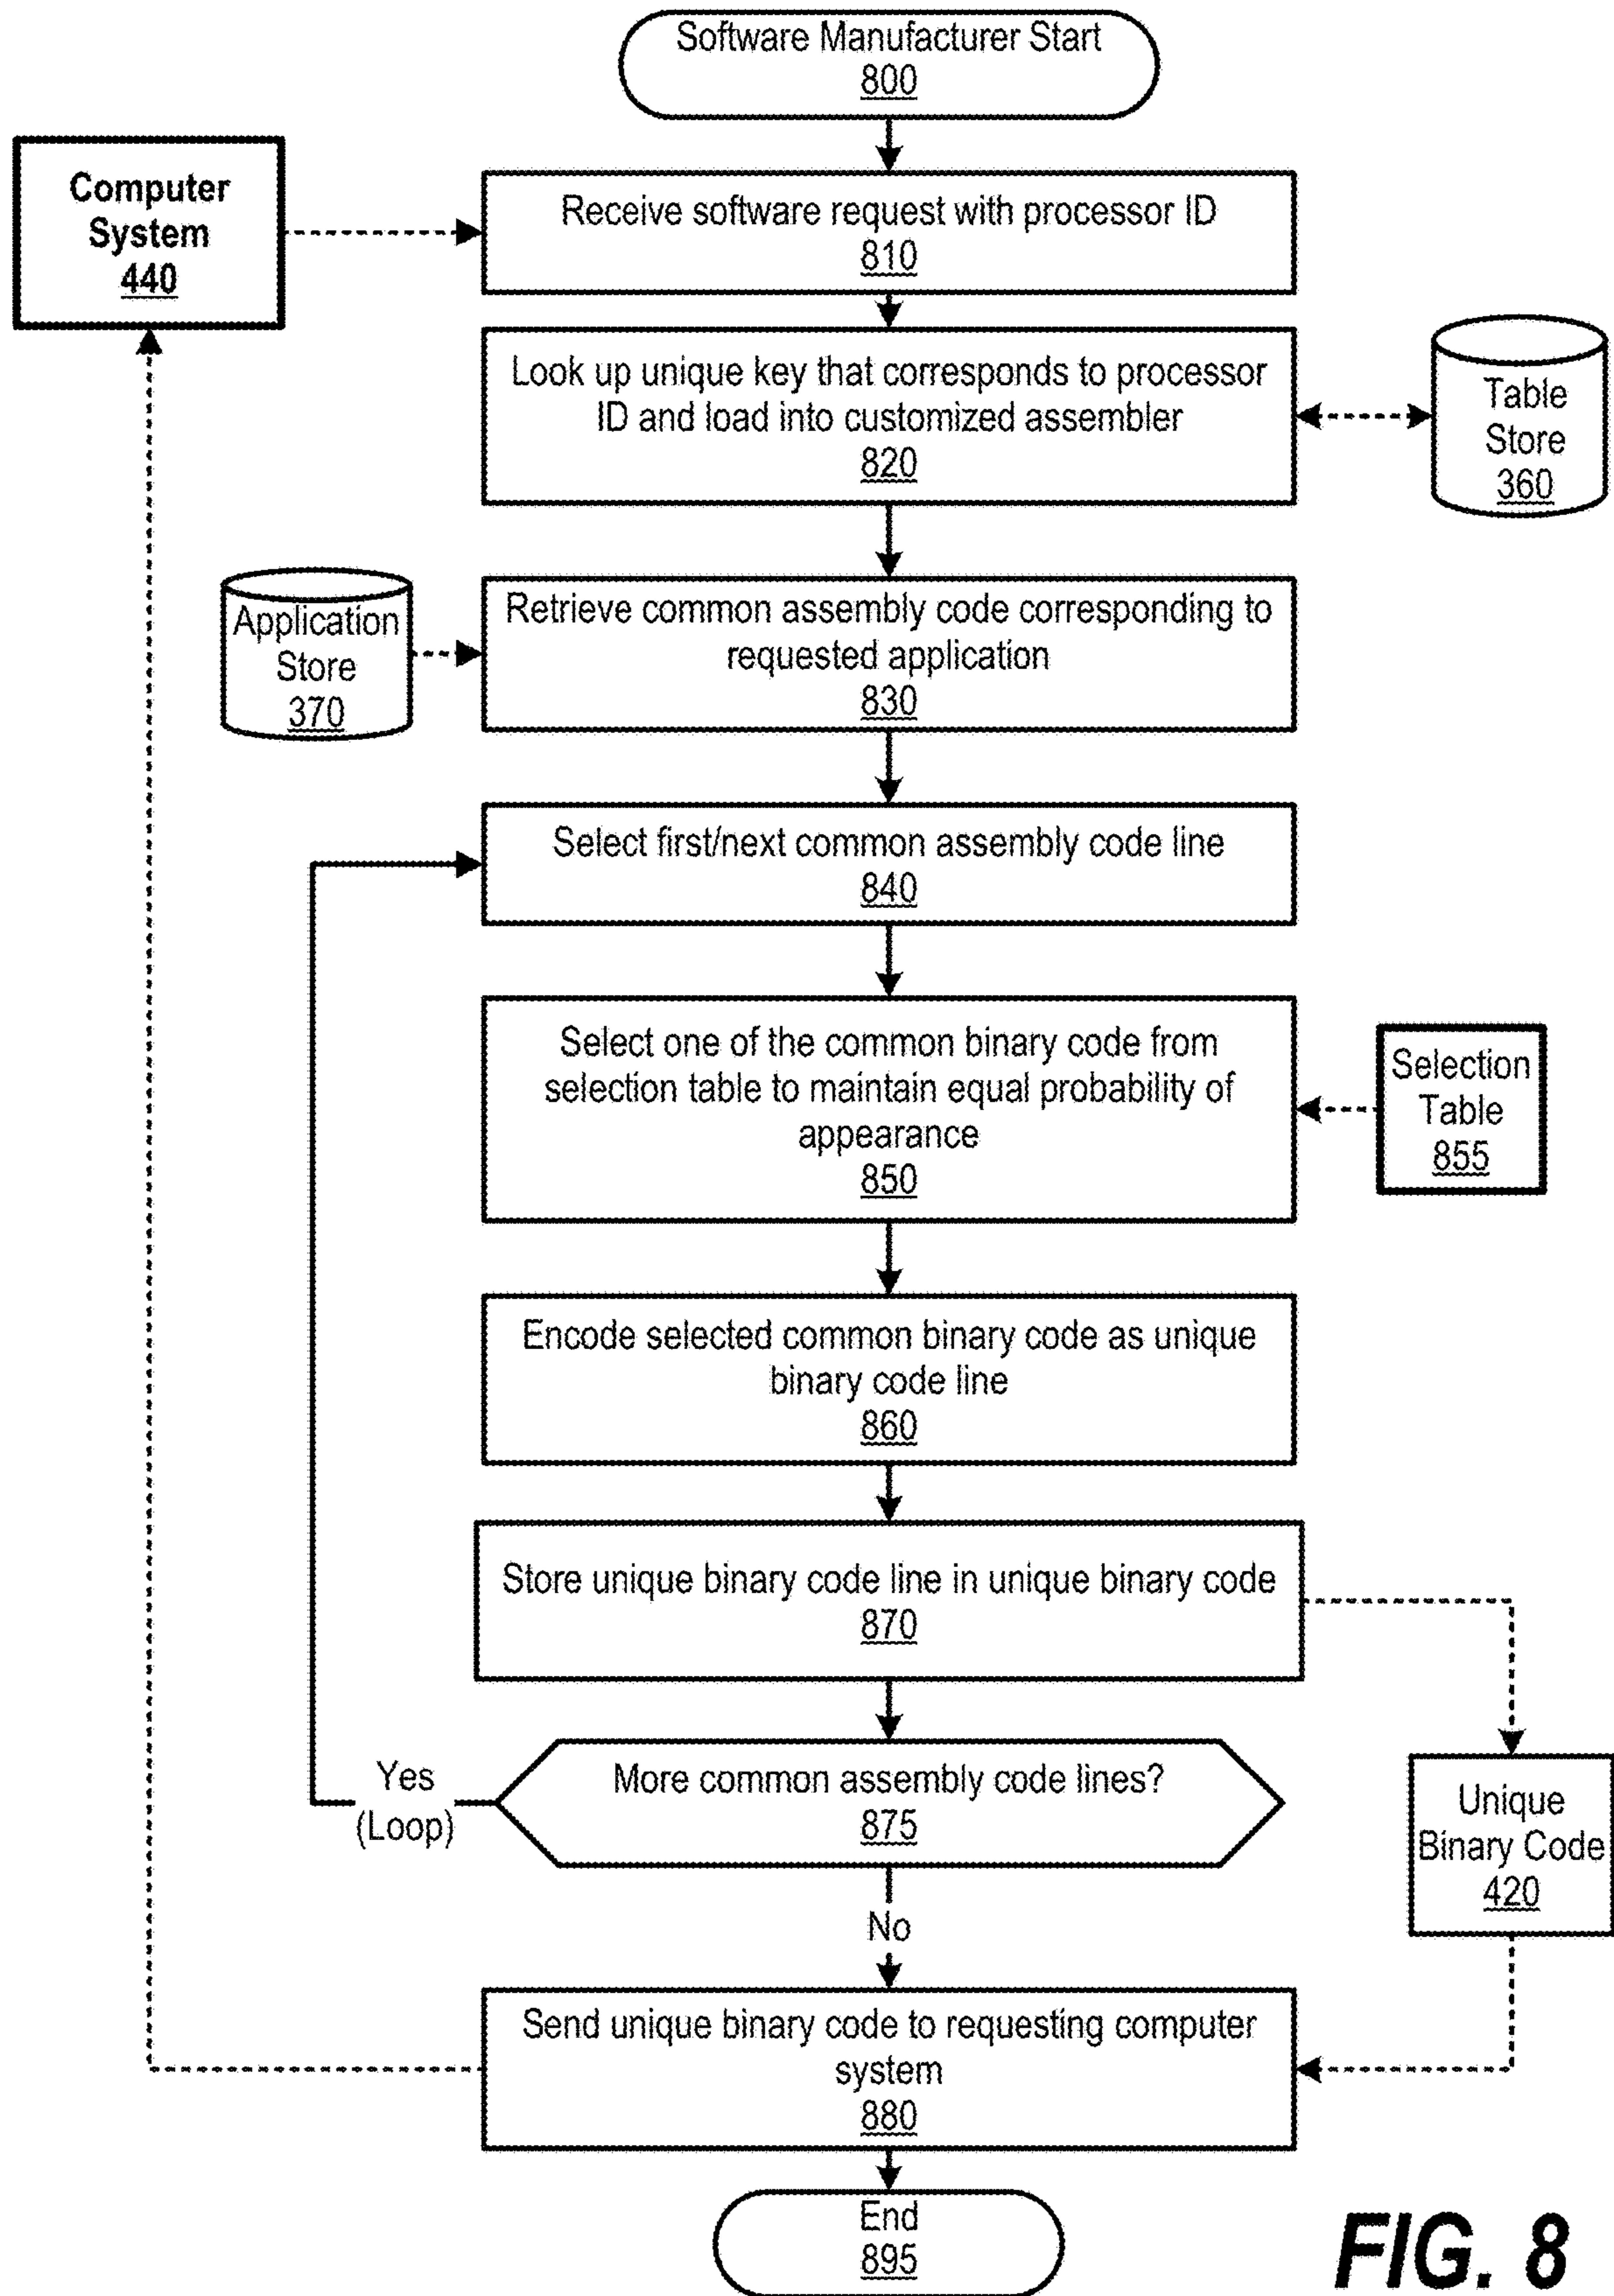 Software Manufacturer Start
800
Computer
System
440
Receive software request with processor ID
810
Look up unique key that corresponds to processor
ID and load into customized assembler
820
Table
Store
360
Application
Store
370
Retrieve common assembly code corresponding to
requested application
830
Select first/next common assembly code line
840
Select one of the common binary code from
selection table to maintain equal probability of
appearance
850
Selection
Table
855
Encode selected common binary code as unique
binary code line
860
Store unique binary code line in unique binary code
870
More common assembly code lines?
875
Yes
(Loop)
Unique
Binary Code
420
No
Send unique binary code to requesting computer
system
880
End
895
FIG. 8